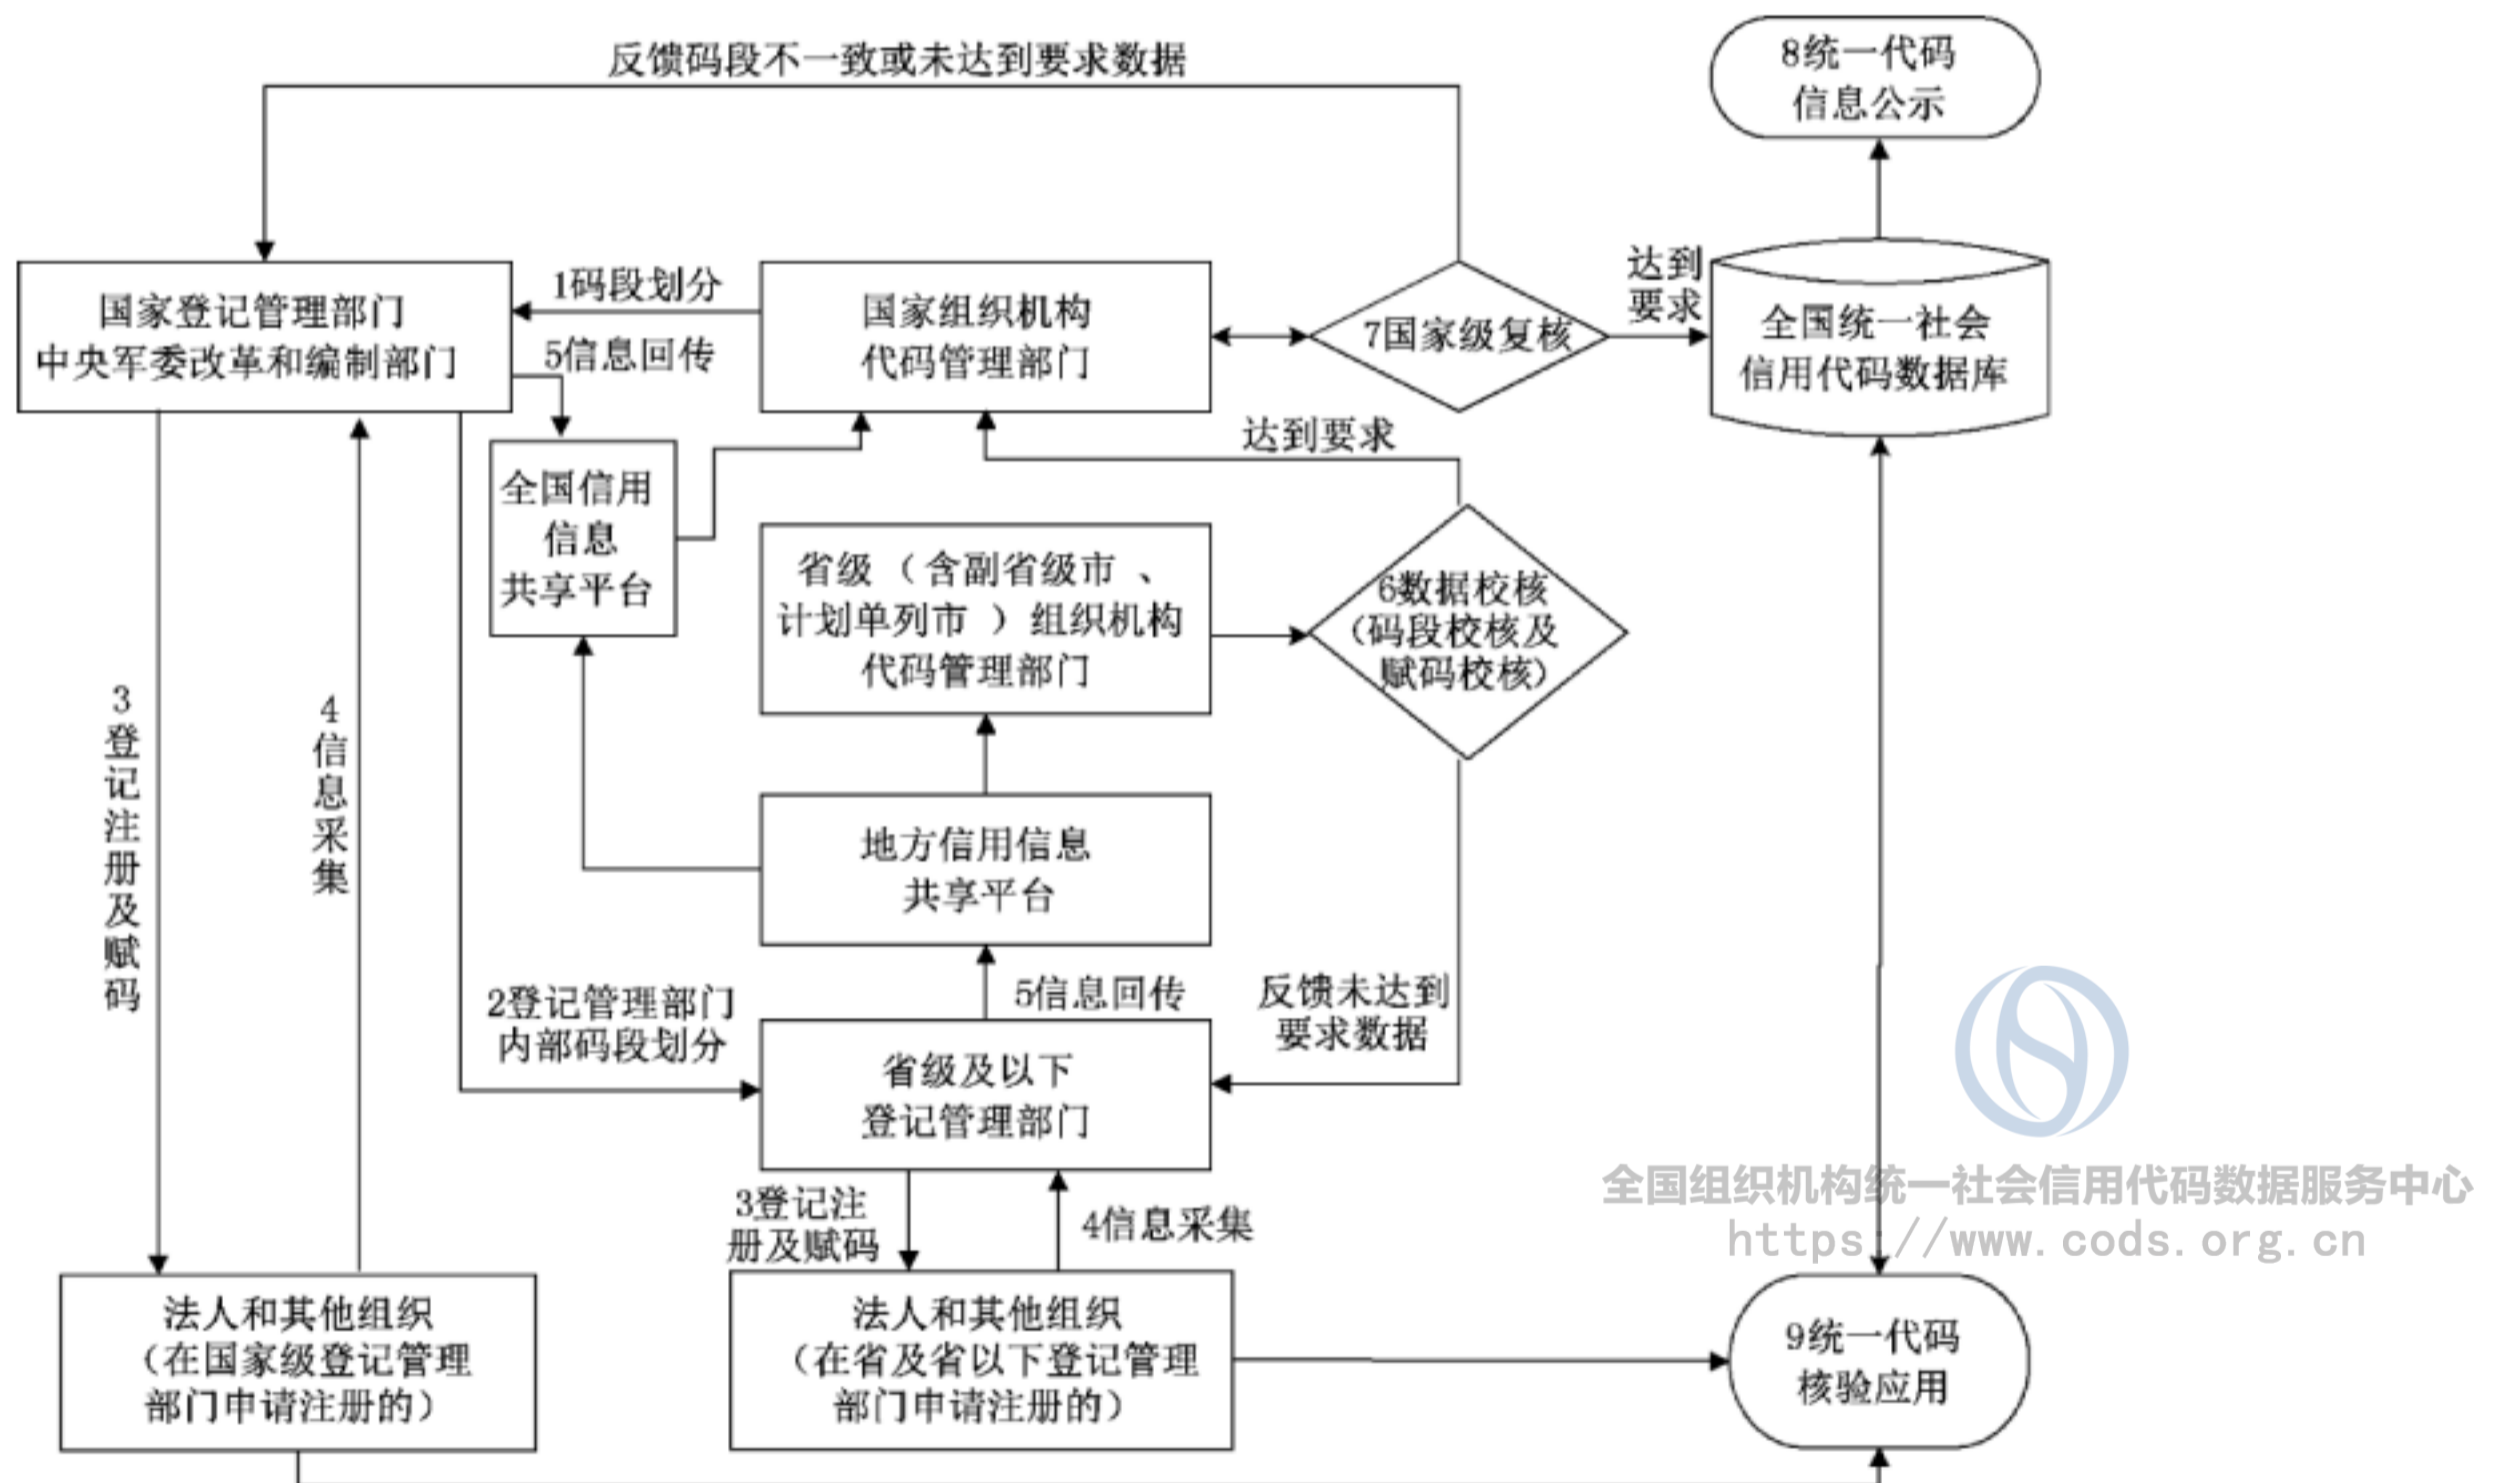 反馈码段不一致或未达到要求数据
8统一代码
信息公示
国家登记管理部门
中央军委改革和编制部门
1码段划分
5信息回传
国家组织机构
代码管理部门
7国家级复核
达到
要求
全国统一社会
信用代码数据库
达到要求
全国信用
信息
共享平台
省级（含副省级市、
计划单列市）组织机构
代码管理部门
6数据校核
（码段校核及
赋码校核）
3登记注册及赋码
4信息采集
地方信用信息
共享平台
2登记管理部门
内部码段划分
5信息回传
反馈未达到
要求数据
省级及以下
登记管理部门
3登记注
册及赋码
4信息采集
全国组织机构统一社会信用代码数据服务中心
https://www.cods.org.cn
法人和其他组织
（在国家级登记管理
部门申请注册的）
法人和其他组织
（在省及省以下登记管理
部门申请注册的）
9统一代码
核验应用